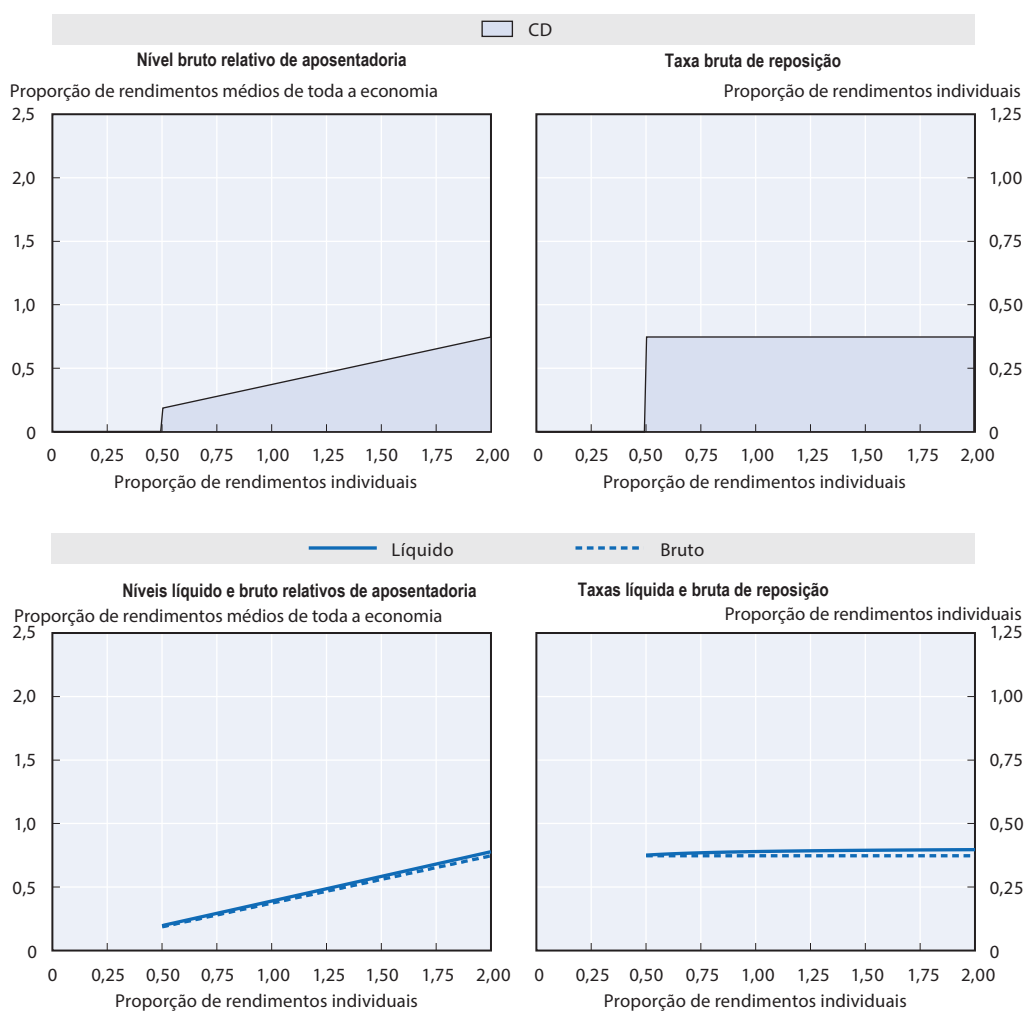 CD
Nível bruto relativo de aposentadoria
Proporção de rendimentos médios de toda a economia
2,5
2,0
1,5
1,0
0,5
0
0 0,25 0,50 0,75 1,00 1,25 1,50 1,75 2,00
Proporção de rendimentos individuais
Taxa bruta de reposição
Proporção de rendimentos individuais
1,25
1,00
0,75
0,50
0,25
0
0 0,25 0,50 0,75 1,00 1,25 1,50 1,75 2,00
Proporção de rendimentos individuais
Líquido Bruto
Níveis líquido e bruto relativos de aposentadoria
Proporção de rendimentos médios de toda a economia
2,5
2,0
1,5
1,0
0,5
0
0 0,25 0,50 0,75 1,00 1,25 1,50 1,75 2,00
Proporção de rendimentos individuais
Taxas líquida e bruta de reposição
Proporção de rendimentos individuais
1,25
1,00
0,75
0,50
0,25
0
0 0,25 0,50 0,75 1,00 1,25 1,50 1,75 2,00
Proporção de rendimentos individuais